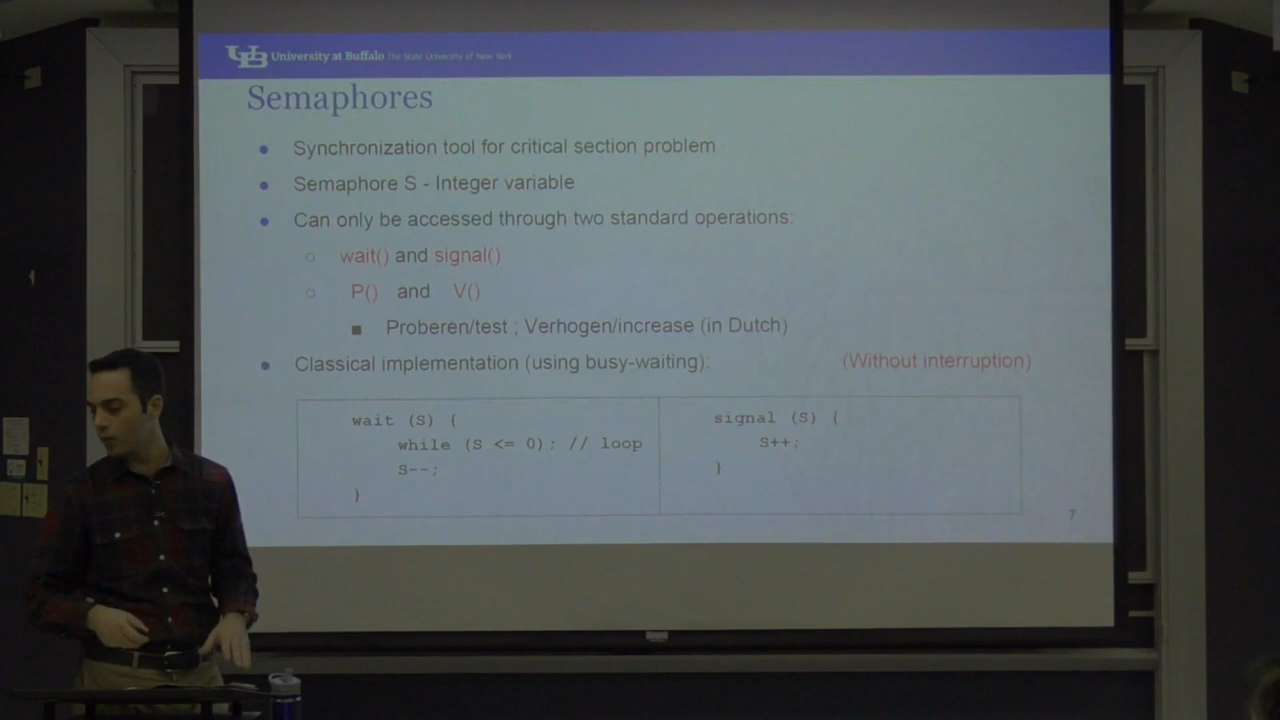 University at Buffalo The State University of New York
Semaphores
● Synchronization tool for critical section problem
● Semaphore S - Integer variable
● Can only be accessed through two standard operations:
○ wait() and signal()
○ P() and V()
■ Proberen/test ; Verhogen/increase (in Dutch)
● Classical implementation (using busy-waiting): (Without interruption)
wait (S) {
while (S <= 0); // loop
S--;
}
signal (S) {
S++;
}
7